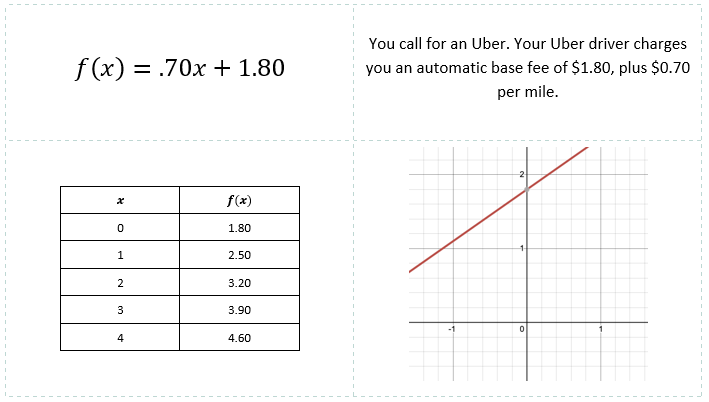 f(x) = .70x + 1.80
You call for an Uber. Your Uber driver charges
you an automatic base fee of $1.80, plus $0.70
per mile.
x f(x)
0 1.80
1 2.50
2 3.20
3 3.90
4 4.60
2
1
-1 0 1